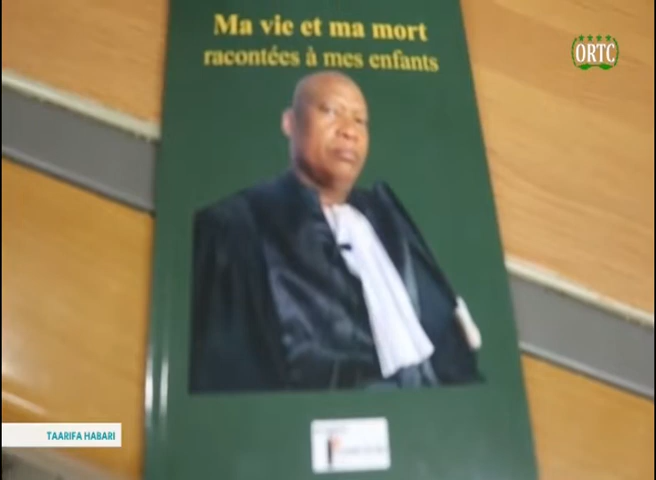 Ma vie et ma mort
racontées à mes enfants
ORTC
TAARIFA HABARI